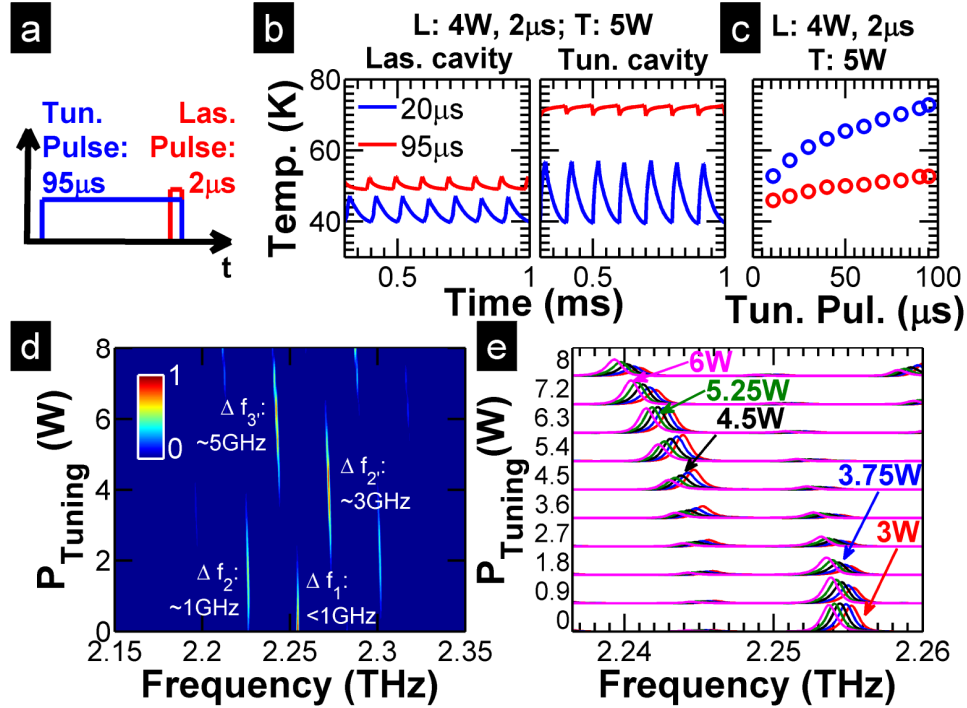 a
Tun. Las.
Pulse: Pulse:
95μs 2μs
t
b
L: 4W, 2μs; T: 5W
Las. cavity Tun. cavity
20μs
95μs
Temp. (K)
80
60
40
0.5 1 0.5 1
Time (ms)
c
L: 4W, 2μs
T: 5W
0 50 100
Tun. Pul. (μs)
d
P Tuning (W)
8
6
4
2
0
1
0
Δ f3': 
~5GHz
Δ f2':
~3GHz
Δ f2:
~1GHz
Δ f1:
<1GHz
2.15 2.2 2.25 2.3 2.35
Frequency (THz)
e
P Tuning (W)
8
7.2
6.3
5.4
4.5
3.6
2.7
1.8
0.9
0
6W
5.25W
4.5W
3.75W
3W
2.24 2.25 2.26
Frequency (THz)